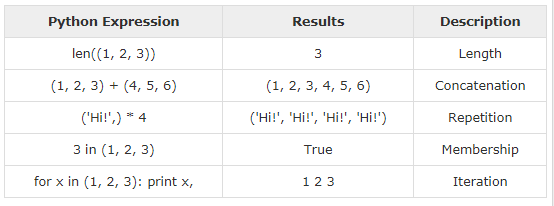 Python Expression Results Description
len((1, 2, 3)) 3 Length
(1, 2, 3) + (4, 5, 6) (1, 2, 3, 4, 5, 6) Concatenation
('Hi!',) * 4 ('Hi!', 'Hi!', 'Hi!', 'Hi!') Repetition
3 in (1, 2, 3) True Membership
for x in (1, 2, 3): print x, 1 2 3 Iteration